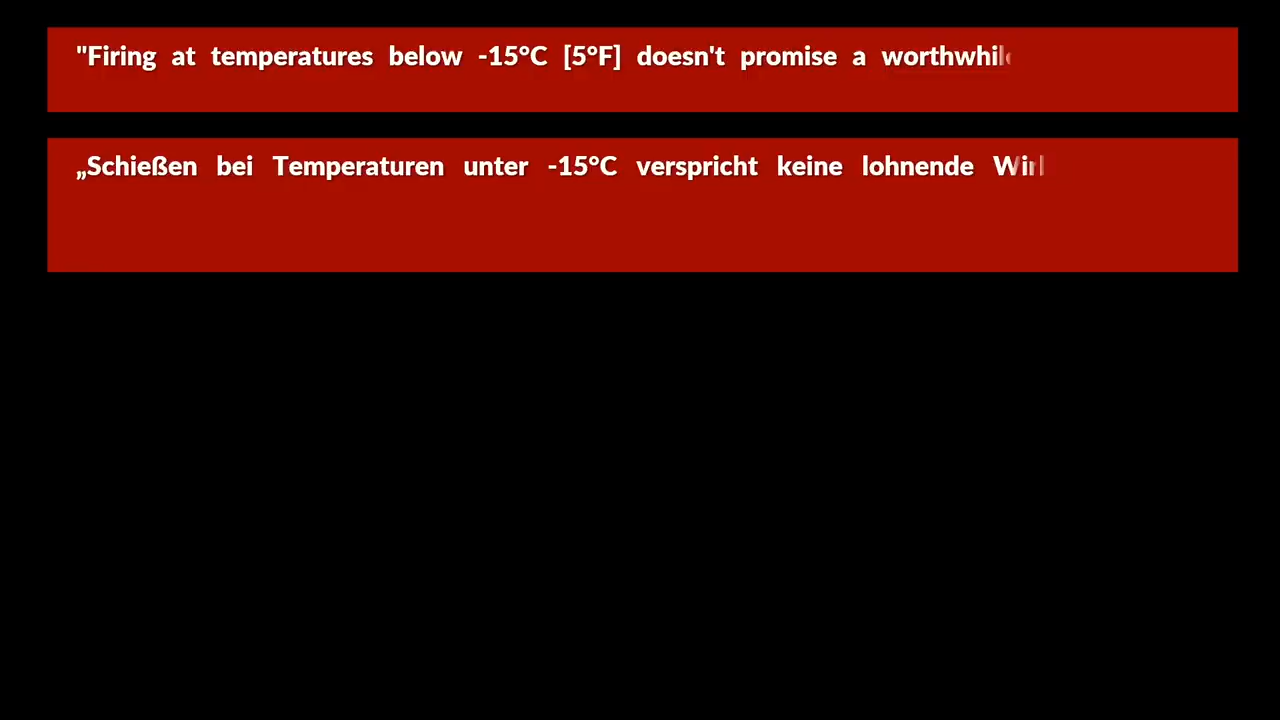 "Firing at temperatures below -15°C [5°F] doesn't promise a
„Schießen bei Temperaturen unter -15°C verspricht keine lohnende